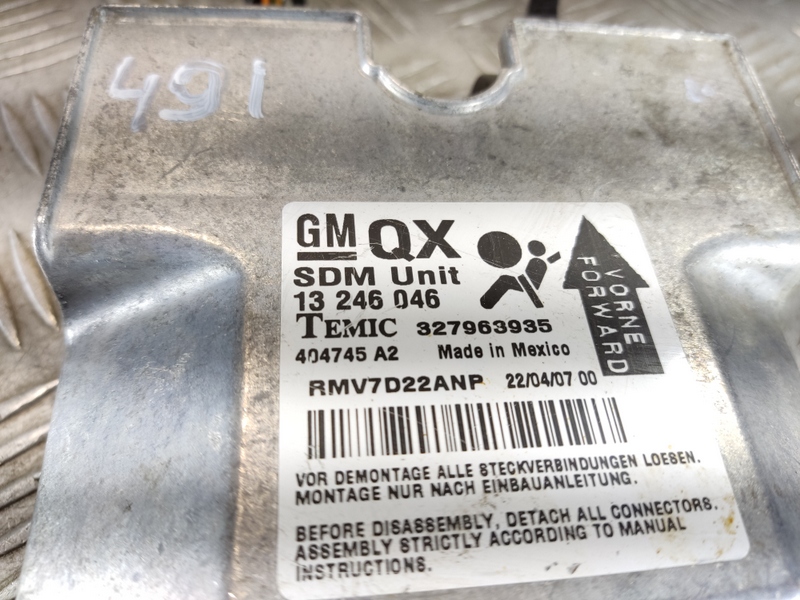 491
GM QX
SDM Unit
13 246 046
TEMIC 327963935
404745 A2 Made in Mexico
RMV7D22ANP 22/04/07 00
VORNE
FORWARD
VOR DEMONTAGE ALLE STECKVERBINDUNGEN LOESEN.
MONTAGE NUR NACH EINBAUANLEITUNG.
BEFORE DISASSEMBLY, DETACH ALL CONNECTORS.
ASSEMBLY STRICTLY ACCORDING TO MANUAL
INSTRUCTIONS.